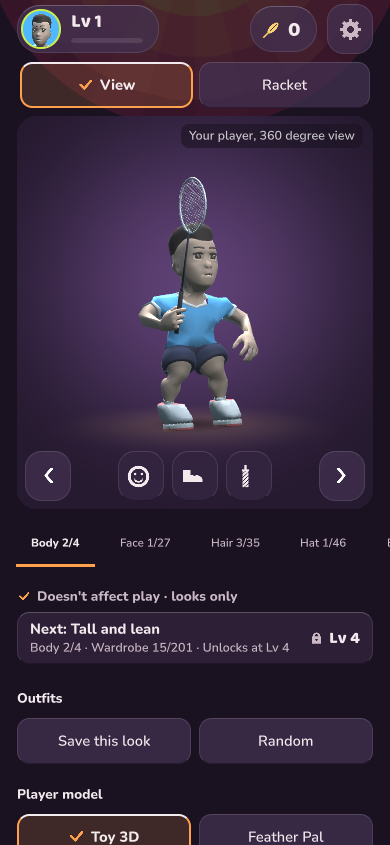 Lv 1
0
View
Racket
Your player, 360 degree view
Body 2/4
Face 1/27
Hair 3/35
Hat 1/46
Doesn't affect play · looks only
Next: Tall and lean
Body 2/4 · Wardrobe 15/201 · Unlocks at Lv 4
Lv 4
Outfits
Save this look
Random
Player model
Toy 3D
Feather Pal